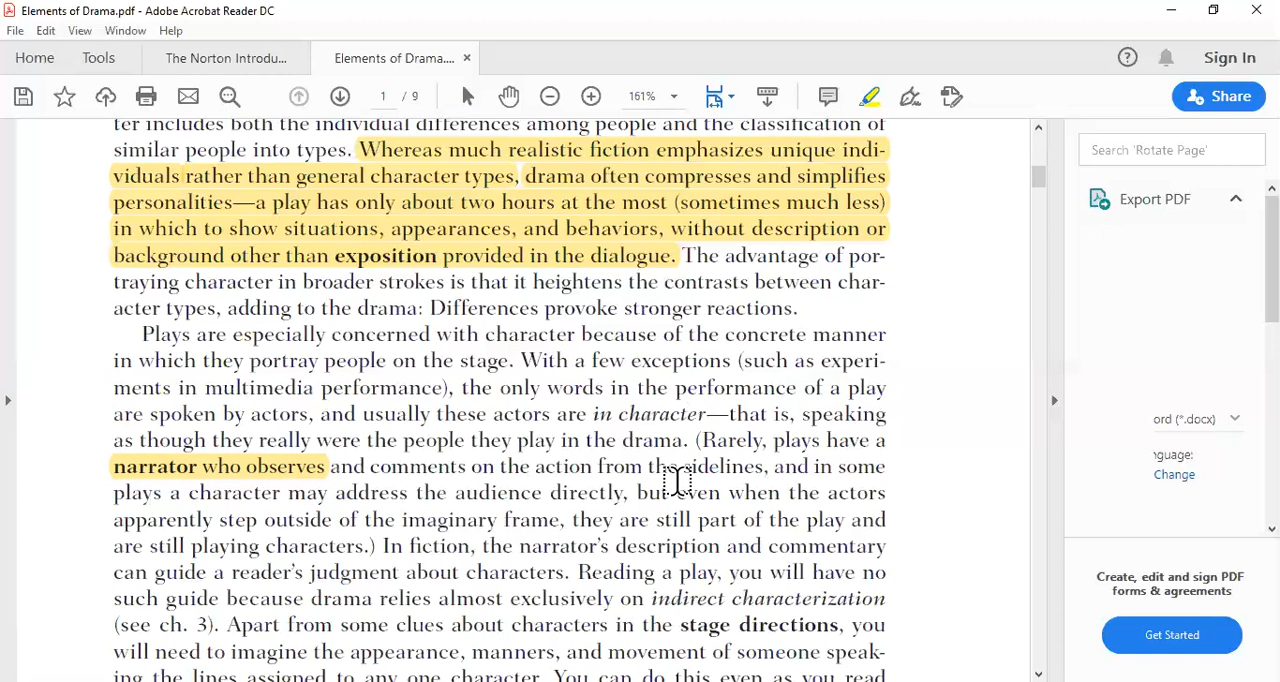 Elements of Drama.pdf - Adobe Acrobat Reader DC
File Edit View Window Help
Home Tools The Norton Introdu... Elements of Drama.... × Sign In
1 / 9 161% Share
ter includes both the individual differences among people and the classification of
similar people into types. Whereas much realistic fiction emphasizes unique indi-
viduals rather than general character types, drama often compresses and simplifies
personalities—a play has only about two hours at the most (sometimes much less)
in which to show situations, appearances, and behaviors, without description or
background other than exposition provided in the dialogue. The advantage of por-
traying character in broader strokes is that it heightens the contrasts between char-
acter types, adding to the drama: Differences provoke stronger reactions.
Plays are especially concerned with character because of the concrete manner
in which they portray people on the stage. With a few exceptions (such as experi-
ments in multimedia performance), the only words in the performance of a play
are spoken by actors, and usually these actors are in character—that is, speaking
as though they really were the people they play in the drama. (Rarely, plays have a
narrator who observes and comments on the action from the sidelines, and in some
plays a character may address the audience directly, but even when the actors
apparently step outside of the imaginary frame, they are still part of the play and
are still playing characters.) In fiction, the narrator's description and commentary
can guide a reader's judgment about characters. Reading a play, you will have no
such guide because drama relies almost exclusively on indirect characterization
(see ch. 3). Apart from some clues about characters in the stage directions, you
will need to imagine the appearance, manners, and movement of someone speak-
ing the lines assigned to any one character. You can do this even as you read
Search 'Rotate Page'
Export PDF
ord (*.docx)
nguage:
Change
Create, edit and sign PDF
forms & agreements
Get Started